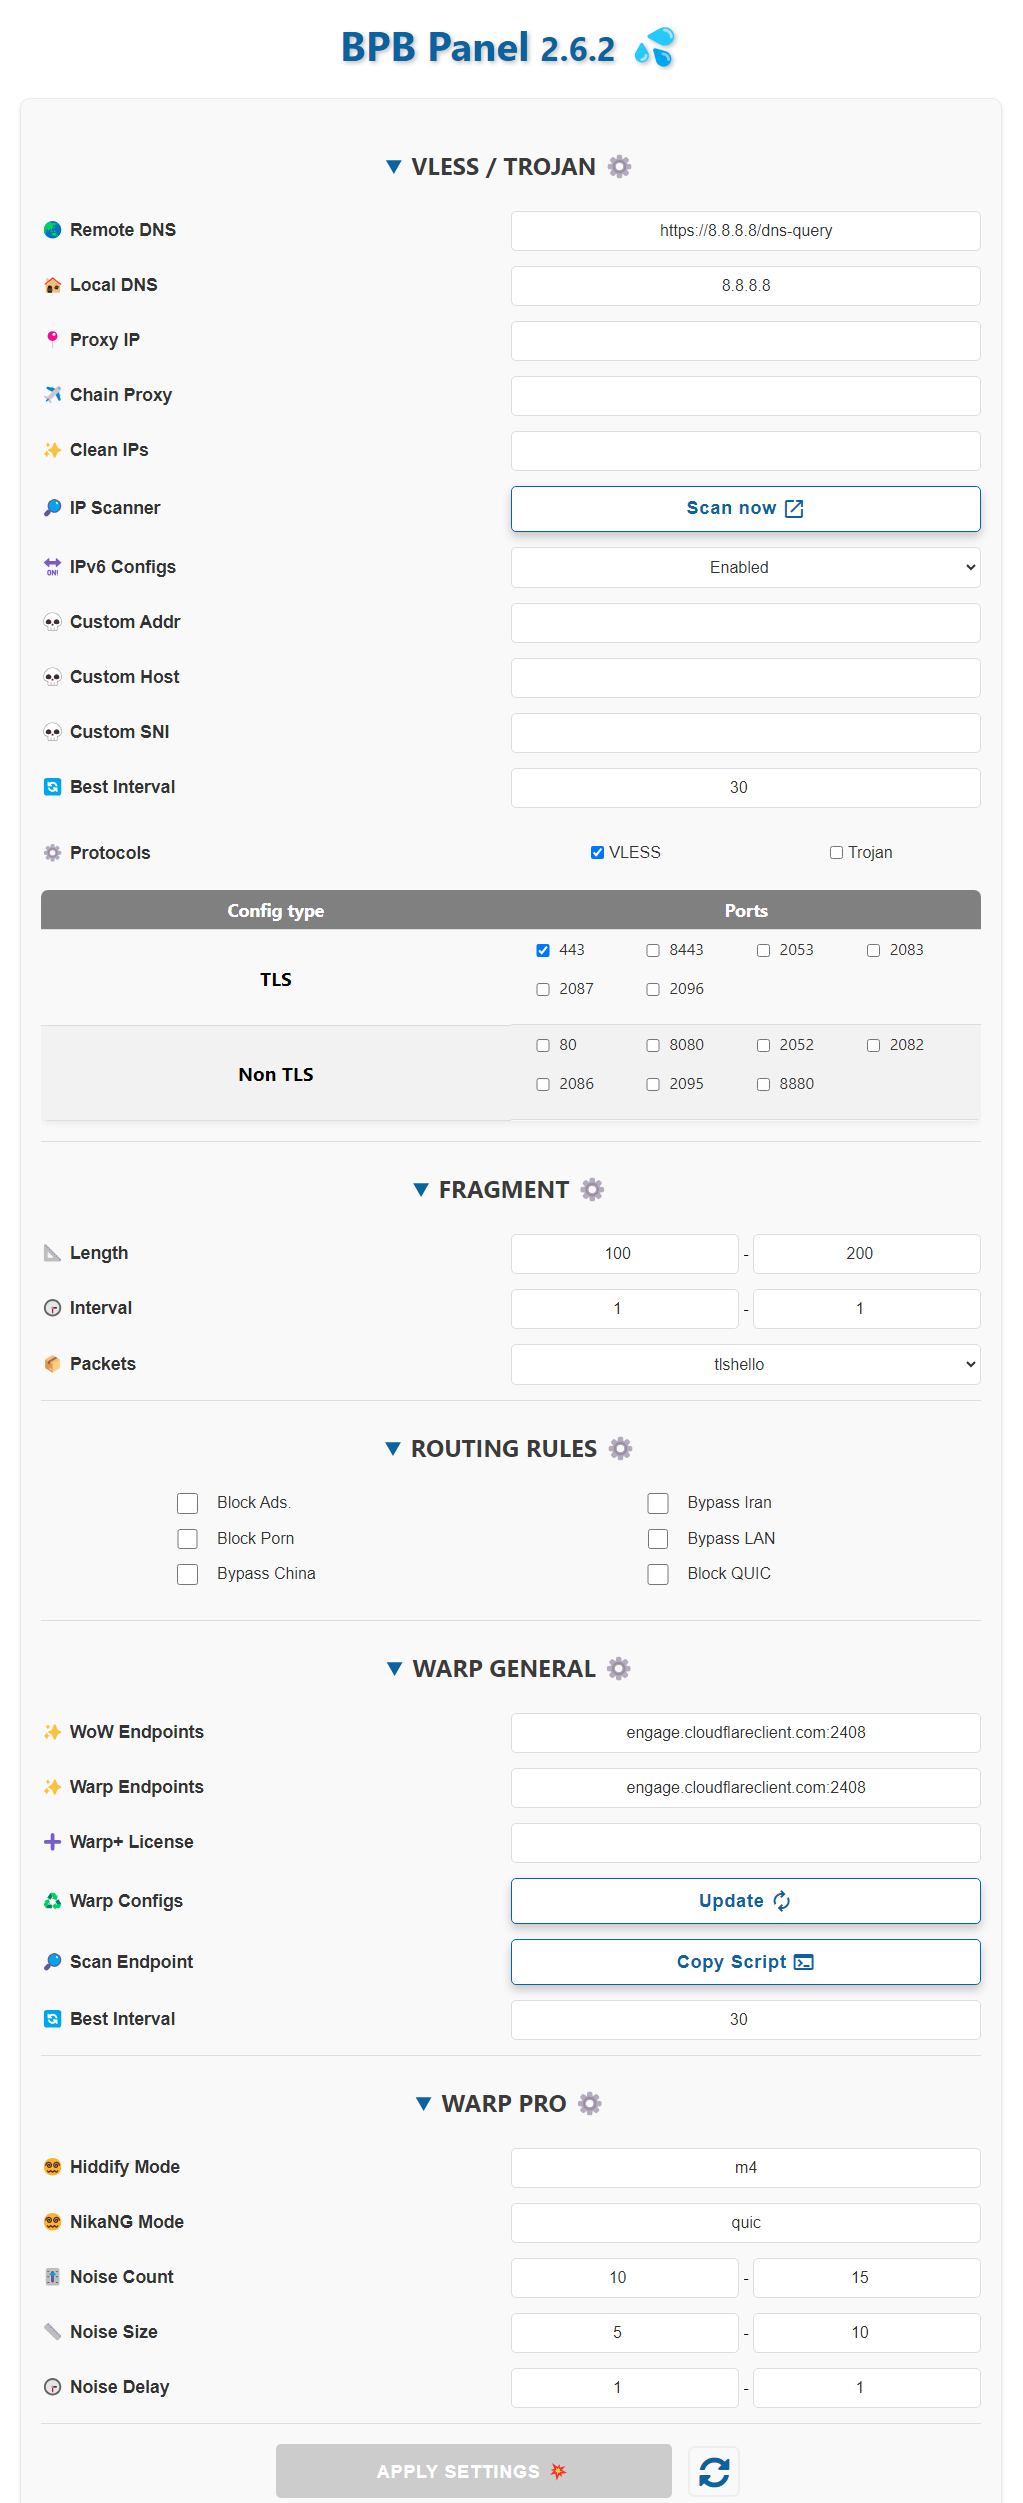 BPB Panel 2.6.2 💦
▼ VLESS / TROJAN ⚙️
Remote DNS https://8.8.8.8/dns-query
Local DNS 8.8.8.8
Proxy IP
Chain Proxy
Clean IPs
IP Scanner Scan now
IPv6 Configs Enabled
Custom Addr
Custom Host
Custom SNI
Best Interval 30
Protocols VLESS Trojan
Config type Ports
443 8443 2053 2083
TLS
2087 2096
80 8080 2052 2082
Non TLS
2086 2095 8880
▼ FRAGMENT ⚙️
Length 100 - 200
Interval 1 - 1
Packets tlshello
▼ ROUTING RULES ⚙️
Block Ads. Bypass Iran
Block Porn Bypass LAN
Bypass China Block QUIC
▼ WARP GENERAL ⚙️
WoW Endpoints engage.cloudflareclient.com:2408
Warp Endpoints engage.cloudflareclient.com:2408
Warp+ License
Warp Configs Update
Scan Endpoint Copy Script
Best Interval 30
▼ WARP PRO ⚙️
Hiddify Mode m4
NikaNG Mode quic
Noise Count 10 - 15
Noise Size 5 - 10
Noise Delay 1 - 1
APPLY SETTINGS 💥